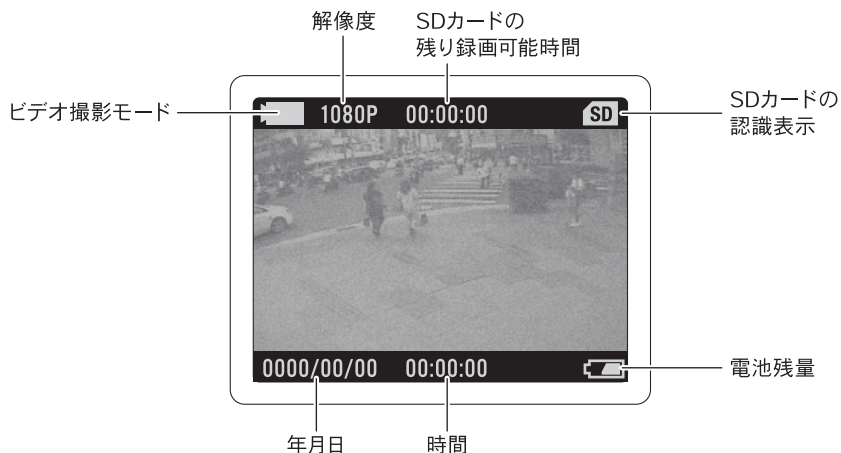 解像度
SDカードの
残り録画可能時間
ビデオ撮影モード
1080P
00:00:00
SD
SDカードの
認識表示
0000/00/00
00:00:00
電池残量
年月日
時間